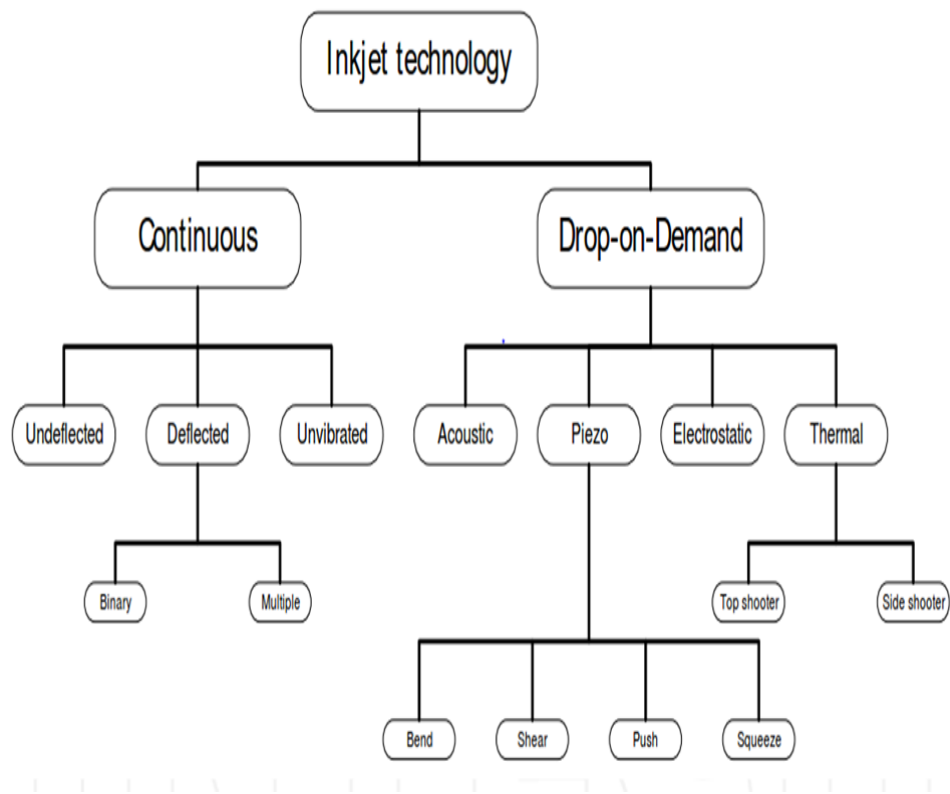 Inkjet technology
Continuous
Drop-on-Demand
Undeflected
Deflected
Unvibrated
Acoustic
Piezo
Electrostatic
Thermal
Binary
Multiple
Top shooter
Side shooter
Bend
Shear
Push
Squeeze